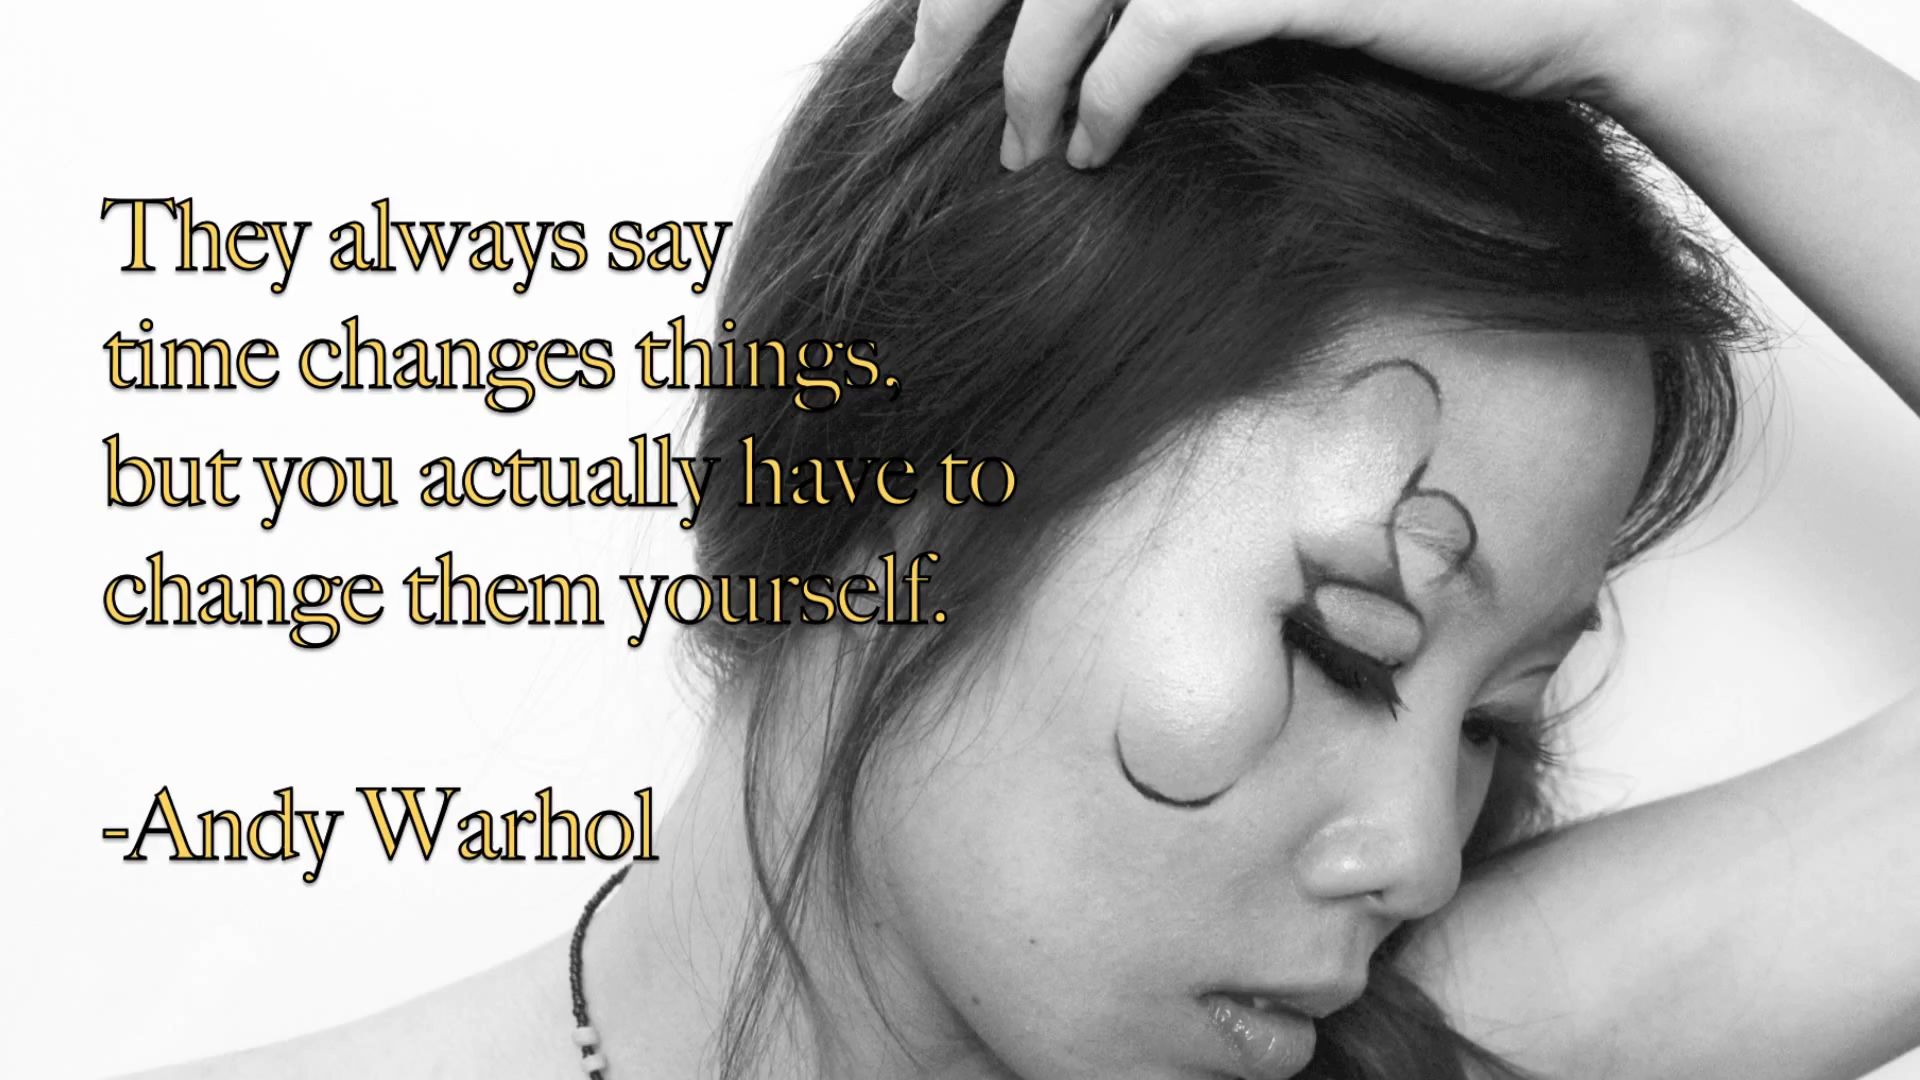 They always say
time changes things,
but you actually have to
change them yourself.
-Andy Warhol